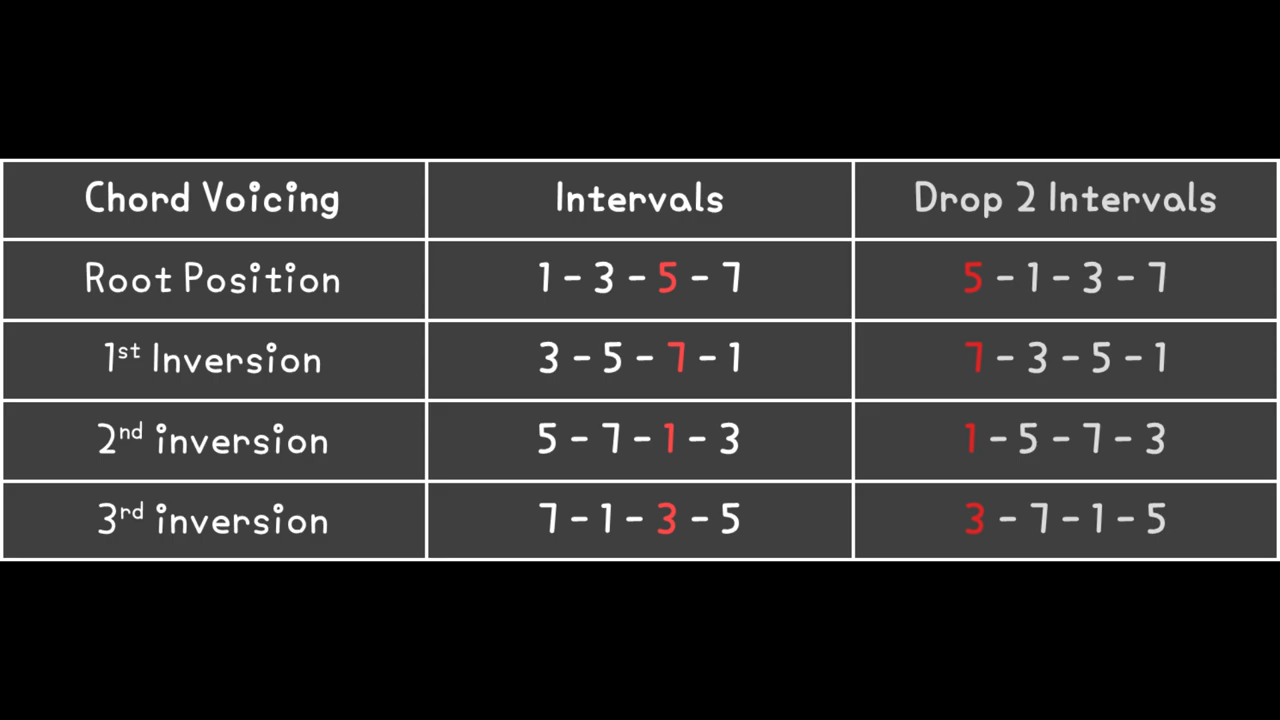 Chord Voicing Intervals Drop 2 Intervals
Root Position 1 - 3 - 5 - 7 5 - 1 - 3 - 7
1st Inversion 3 - 5 - 7 - 1 7 - 3 - 5 - 1
2nd inversion 5 - 7 - 1 - 3 1 - 5 - 7 - 3
3rd inversion 7 - 1 - 3 - 5 3 - 7 - 1 - 5